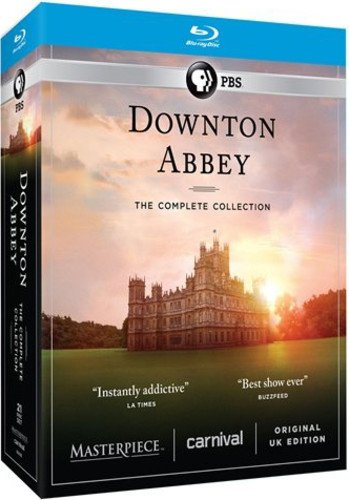 Blu-ray Disc
PBS
DOWNTON
ABBEY
THE COMPLETE COLLECTION
"Instantly addictive"
LA TIMES
"Best show ever"
BUZZFEED
MASTERPIECE™
carnival
ORIGINAL
UK EDITION
PBS
DOWNTON
ABBEY
THE COMPLETE
COLLECTION